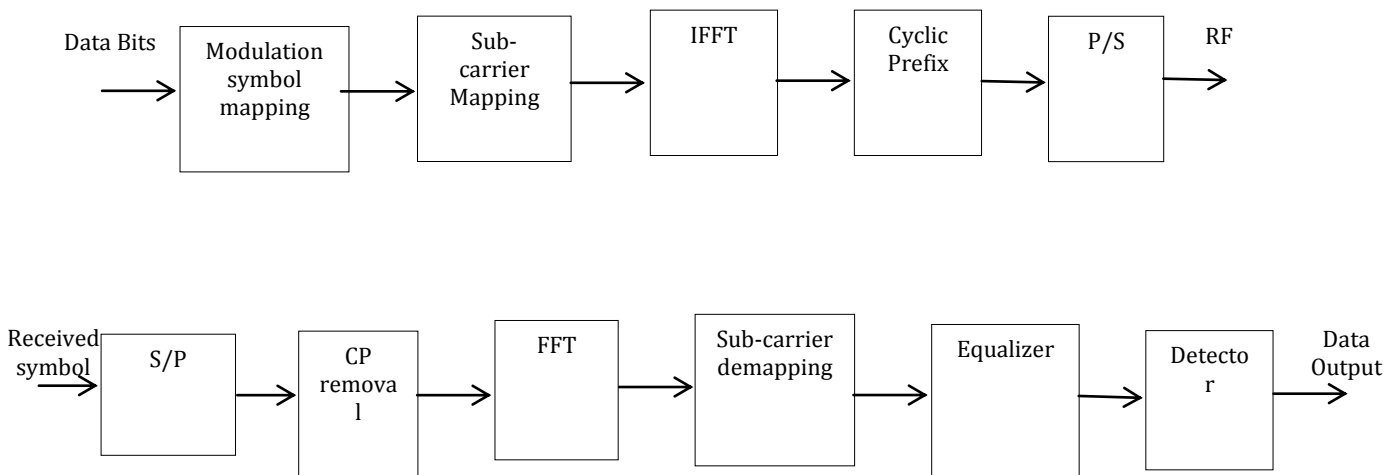 Data Bits
Modulation
symbol
mapping
Sub-
carrier
Mapping
IFFT
Cyclic
Prefix
P/S
RF
Received
symbol
S/P
CP
remova
l
FFT
Sub-carrier
demapping
Equalizer
Detecto
r
Data
Output